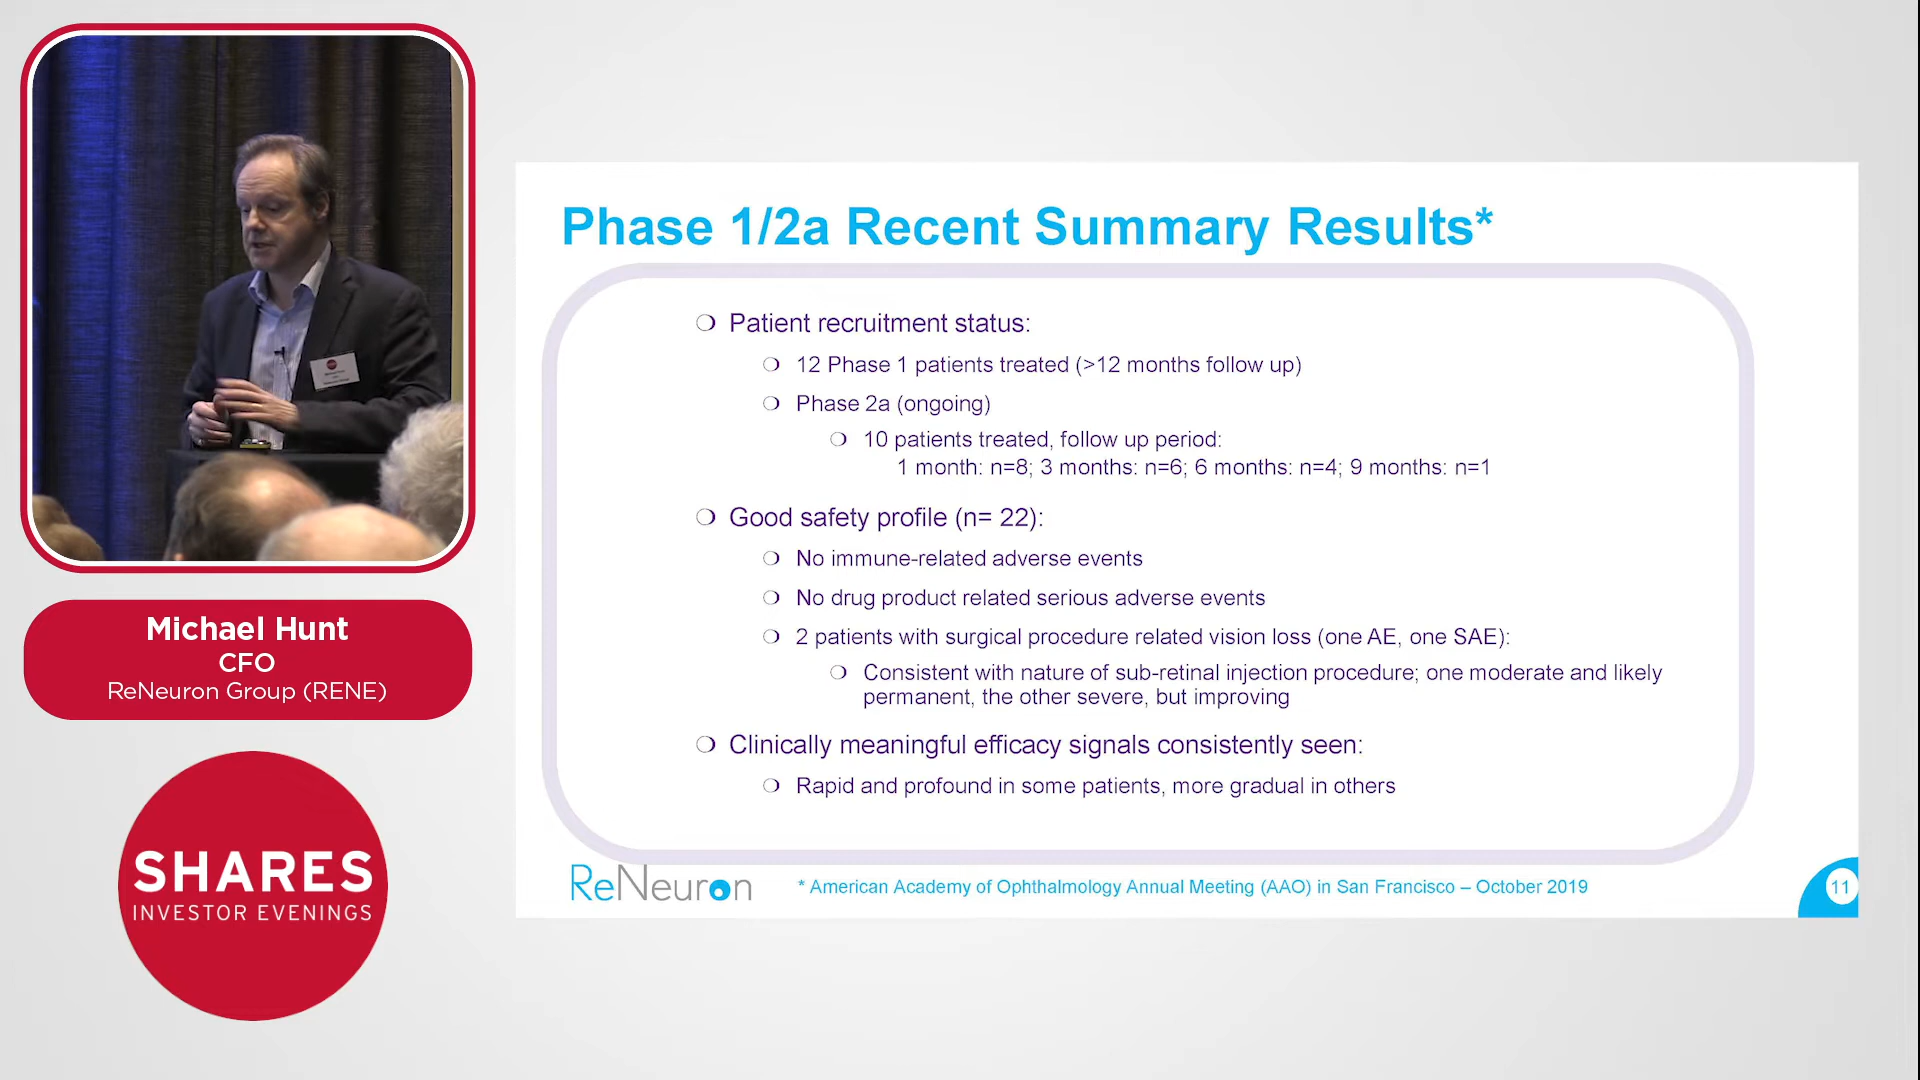 Phase 1/2a Recent Summary Results*
Patient recruitment status:
12 Phase 1 patients treated (>12 months follow up)
Phase 2a (ongoing)
10 patients treated, follow up period:
1 month: n=8; 3 months: n=6; 6 months: n=4; 9 months: n=1
Good safety profile (n= 22):
No immune-related adverse events
No drug product related serious adverse events
2 patients with surgical procedure related vision loss (one AE, one SAE):
Consistent with nature of sub-retinal injection procedure; one moderate and likely
permanent, the other severe, but improving
Clinically meaningful efficacy signals consistently seen:
Rapid and profound in some patients, more gradual in others
ReNeuron
* American Academy of Ophthalmology Annual Meeting (AAO) in San Francisco – October 2019
11
Michael Hunt
CFO
ReNeuron Group (RENE)
SHARES
INVESTOR EVENINGS